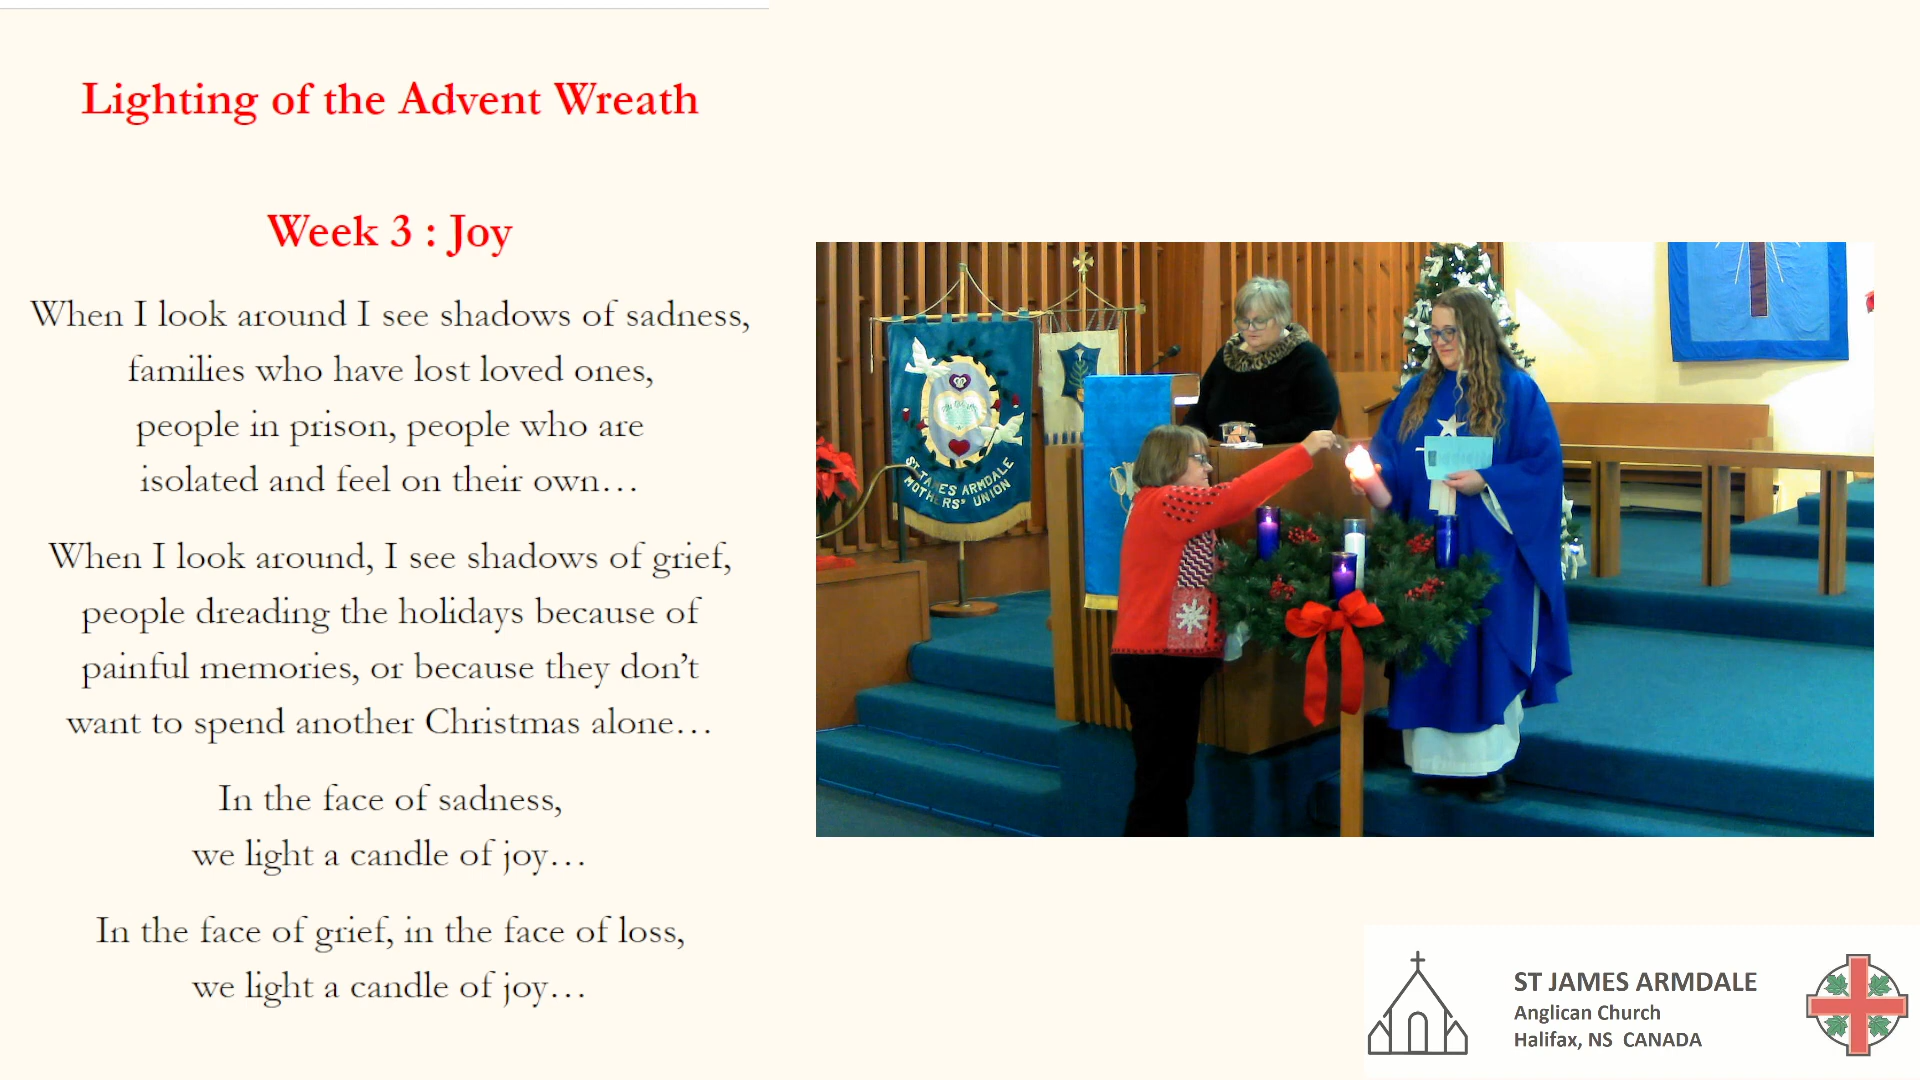 Lighting of the Advent Wreath
Week 3 : Joy
When I look around I see shadows of sadness,
families who have lost loved ones,
people in prison, people who are
isolated and feel on their own…
When I look around, I see shadows of grief,
people dreading the holidays because of
painful memories, or because they don’t
want to spend another Christmas alone…
In the face of sadness,
we light a candle of joy…
In the face of grief, in the face of loss,
we light a candle of joy…
ST JAMES ARMDALE
MOTHERS' UNION
ST JAMES ARMDALE
Anglican Church
Halifax, NS CANADA